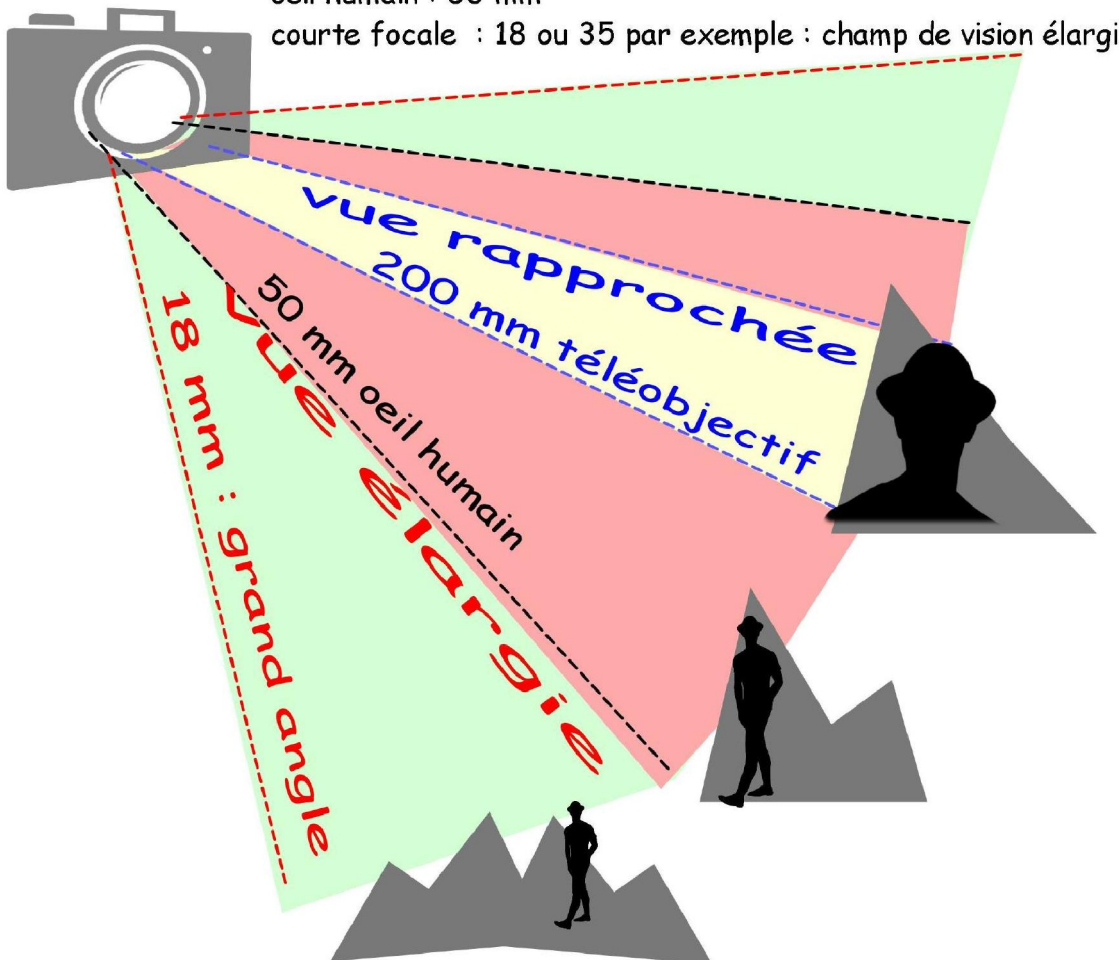 courte focale : 18 ou 35 par exemple : champ de vision élargi
vue rapprochée
200 mm téléobjectif
50 mm oeil humain
vue élargie
18 mm : grand angle